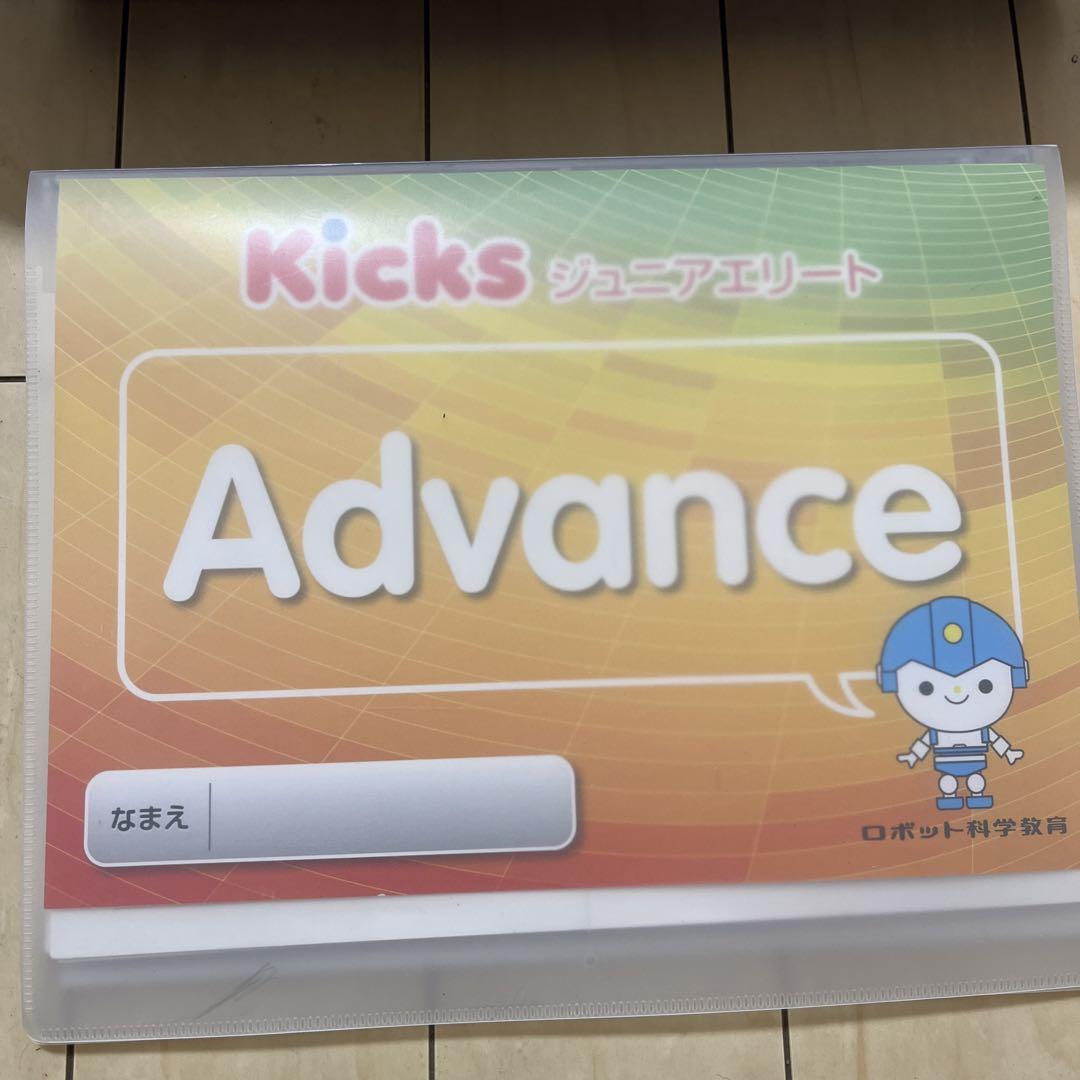 Kicks ジュニアエリート
Advance
なまえ
ロボット科学教育